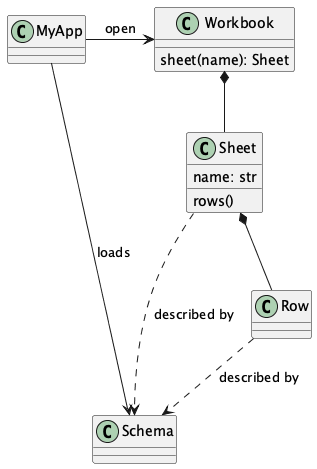 C MyApp
open
C Workbook
sheet(name): Sheet
C Sheet
name: str
rows()
loads
described by
C Row
described by
C Schema